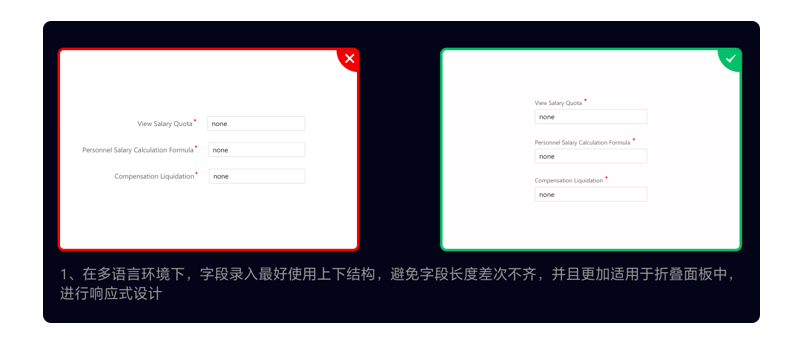 View Salary Quota *
none
Personnel Salary Calculation Formula *
none
Compensation Liquidation *
none
View Salary Quota *
none
Personnel Salary Calculation Formula *
none
Compensation Liquidation *
none
1、在多语言环境下，字段录入最好使用上下结构，避免字段长度差次不齐，并且更加适用于折叠面板中，
进行响应式设计